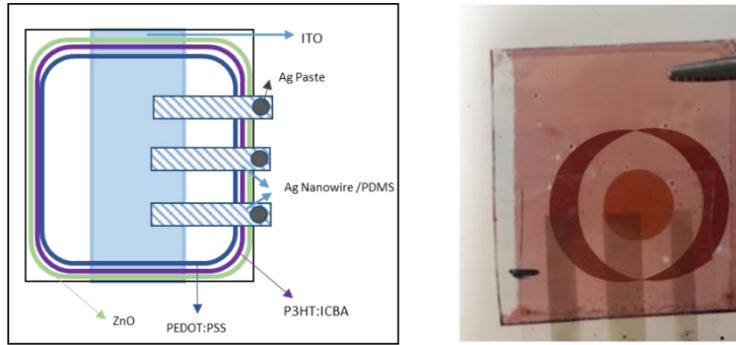 ITO
Ag Paste
Ag Nanowire /PDMS
P3HT:ICBA
ZnO
PEDOT:PSS